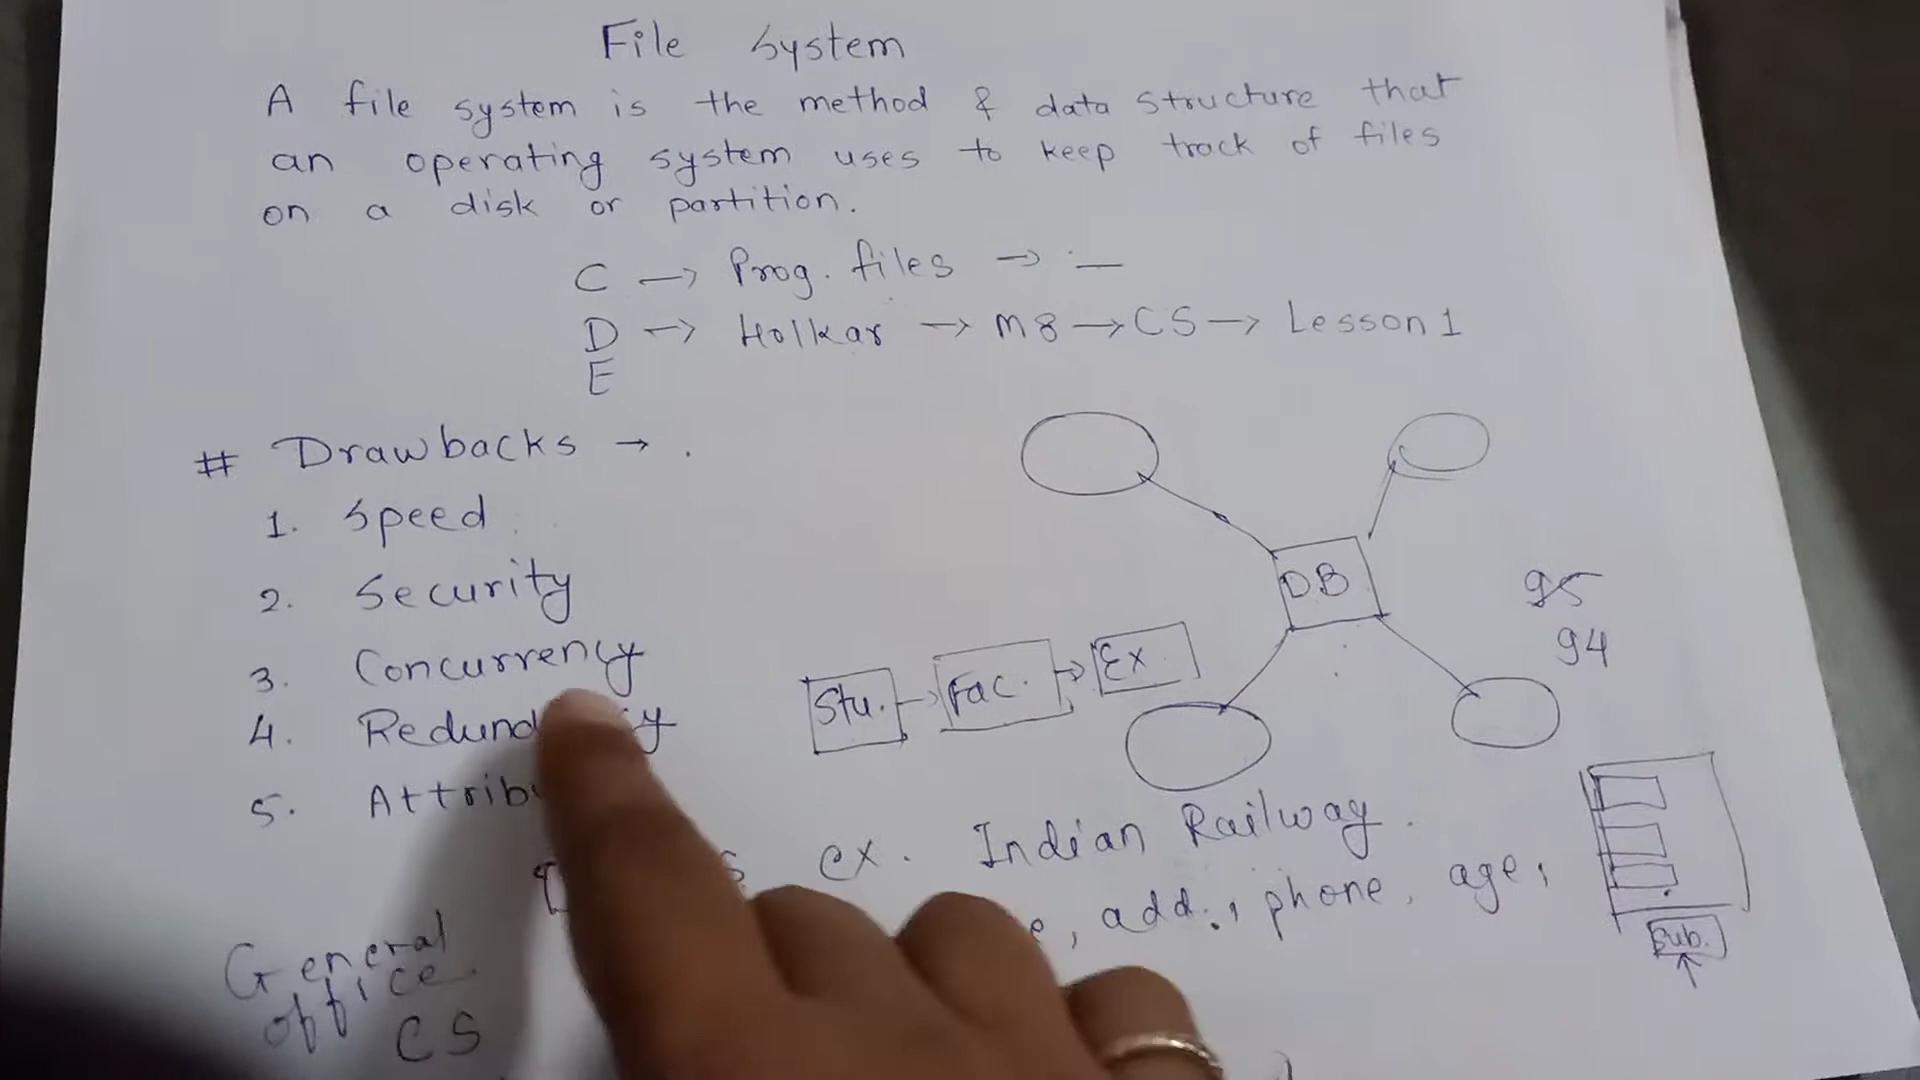 File System
A file system is the method & data structure that
an operating system uses to keep track of files
on a disk or partition.
C → Prog. files → —
D → Holkar → M8 → CS → Lesson 1
E
# Drawbacks →
1. Speed
2. Security
3. Concurrency
4.
5.
DB
95
94
Stu. → Fac. → Ex.
ex. Indian Railway.
add., phone, age,
Sub.
General
office
CS